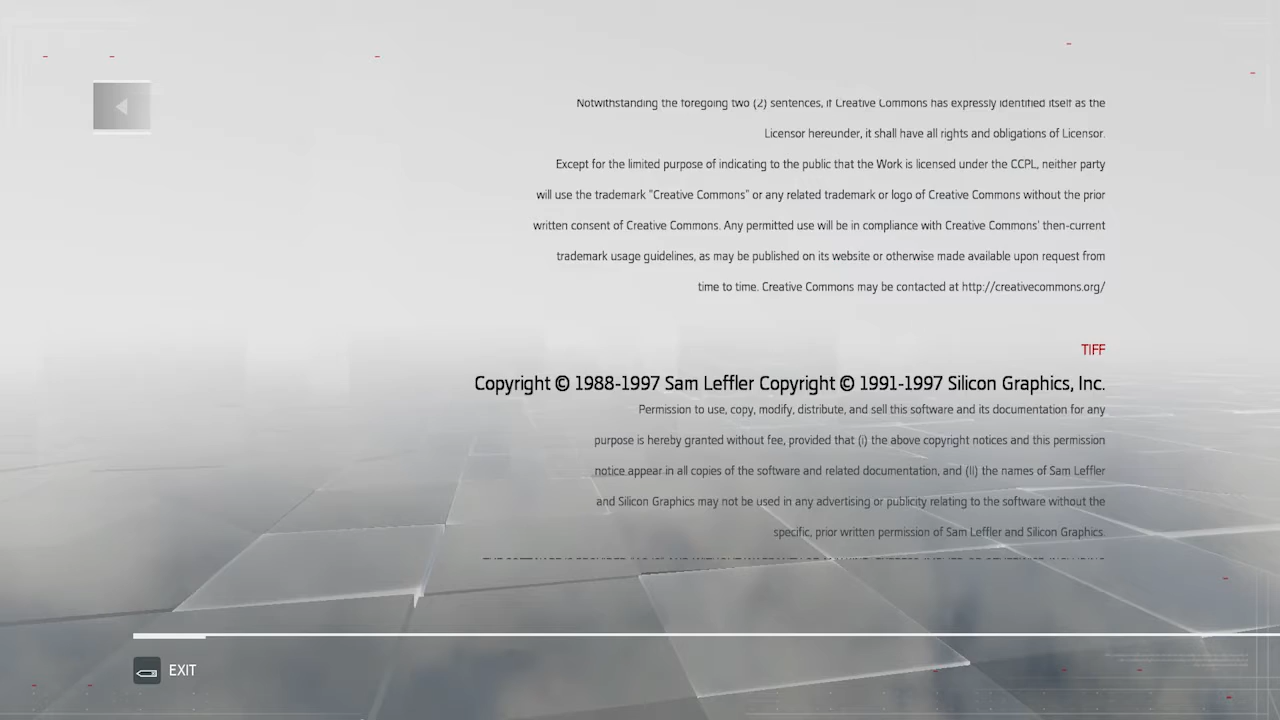 Notwithstanding the foregoing two (2) sentences, if Creative Commons has expressly identified itself as the
Licensor hereunder, it shall have all rights and obligations of Licensor.
Except for the limited purpose of indicating to the public that the Work is licensed under the CCPL, neither party
will use the trademark "Creative Commons" or any related trademark or logo of Creative Commons without the prior
written consent of Creative Commons. Any permitted use will be in compliance with Creative Commons' then-current
trademark usage guidelines, as may be published on its website or otherwise made available upon request from
time to time. Creative Commons may be contacted at http://creativecommons.org/
TIFF
Copyright © 1988-1997 Sam Leffler Copyright © 1991-1997 Silicon Graphics, Inc.
Permission to use, copy, modify, distribute, and sell this software and its documentation for any
purpose is hereby granted without fee, provided that (i) the above copyright notices and this permission
notice appear in all copies of the software and related documentation, and (II) the names of Sam Leffler
and Silicon Graphics may not be used in any advertising or publicity relating to the software without the
specific, prior written permission of Sam Leffler and Silicon Graphics.
EXIT